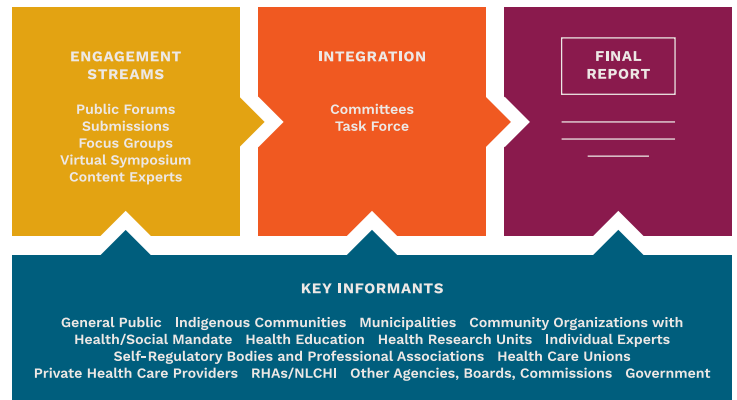 ENGAGEMENT
STREAMS
Public Forums
Submissions
Focus Groups
Virtual Symposium
Content Experts
INTEGRATION
Committees
Task Force
FINAL
REPORT
KEY INFORMANTS
General Public Indigenous Communities Municipalities Community Organizations with
Health/Social Mandate Health Education Health Research Units Individual Experts
Self-Regulatory Bodies and Professional Associations Health Care Unions
Private Health Care Providers RHAs/NLCHI Other Agencies, Boards, Commissions Government